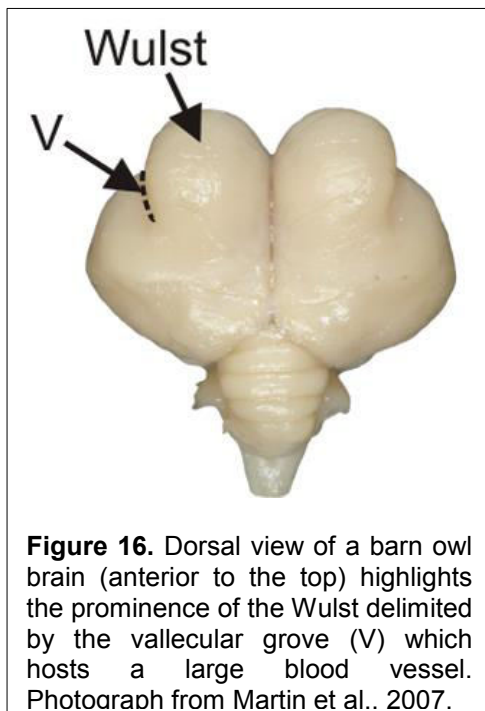 Wulst
V
Figure 16. Dorsal view of a barn owl
brain (anterior to the top) highlights
the prominence of the Wulst delimited
by the vallecular grove (V) which
hosts a large blood vessel.
Photograph from Martin et al., 2007.